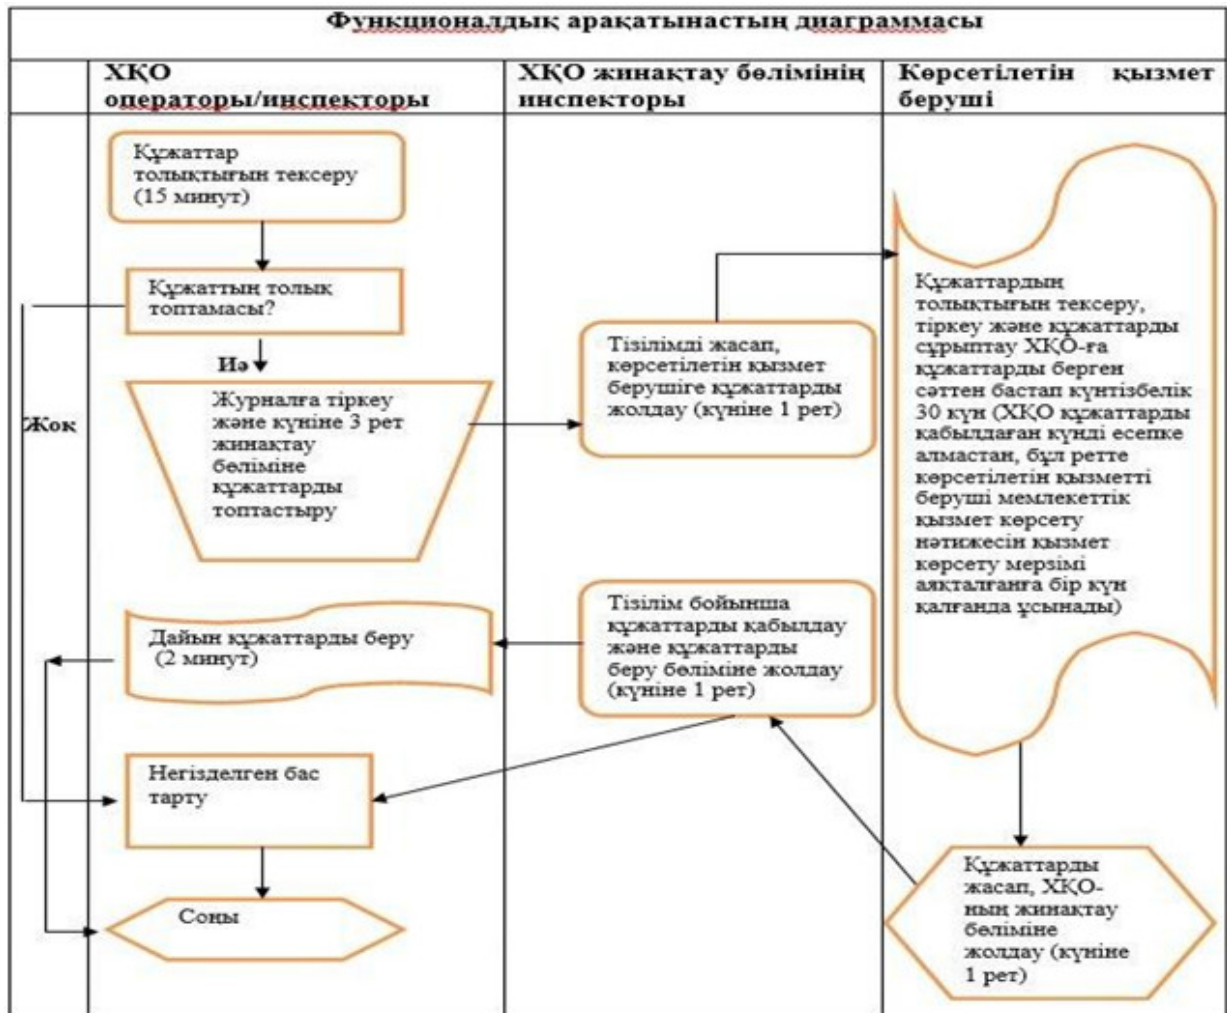 Функционалдық арақатынастың диаграммасы
ХҚО
операторы/инспекторы
ХҚО жинақтау бөлімінің
инспекторы
Көрсетілетін қызмет
беруші
Құжаттар
толықтығын тексеру
(15 минут)
Құжаттың толық
топтамасы?
Иә
Жоқ
Журналға тіркеу
және күніне 3 рет
жинақтау
бөліміне
құжаттарды
топтастыру
Тізілімді жасап,
көрсетілетін қызмет
берушіге құжаттарды
жолдау (күніне 1 рет)
Құжаттардың
толықтығын тексеру,
тіркеу және құжаттарды
сұрыптау ХҚО-ға
құжаттарды берген
сәттен бастап күнтізбелік
30 күн (ХҚО құжаттарды
қабылдаған күнді есепке
алмастан, бұл ретте
көрсетілетін қызметті
беруші мемлекеттік
қызмет көрсету
нәтижесін қызмет
көрсету мерзімі
аяқталғанға бір күн
қалғанда ұсынады)
Дайын құжаттарды беру
(2 минут)
Тізілім бойынша
құжаттарды қабылдау
және құжаттарды
беру бөліміне жолдау
(күніне 1 рет)
Негізделген бас
тарту
Соңы
Құжаттарды
жасап, ХҚО-
ның жинақтау
бөліміне
жолдау (күніне
1 рет)